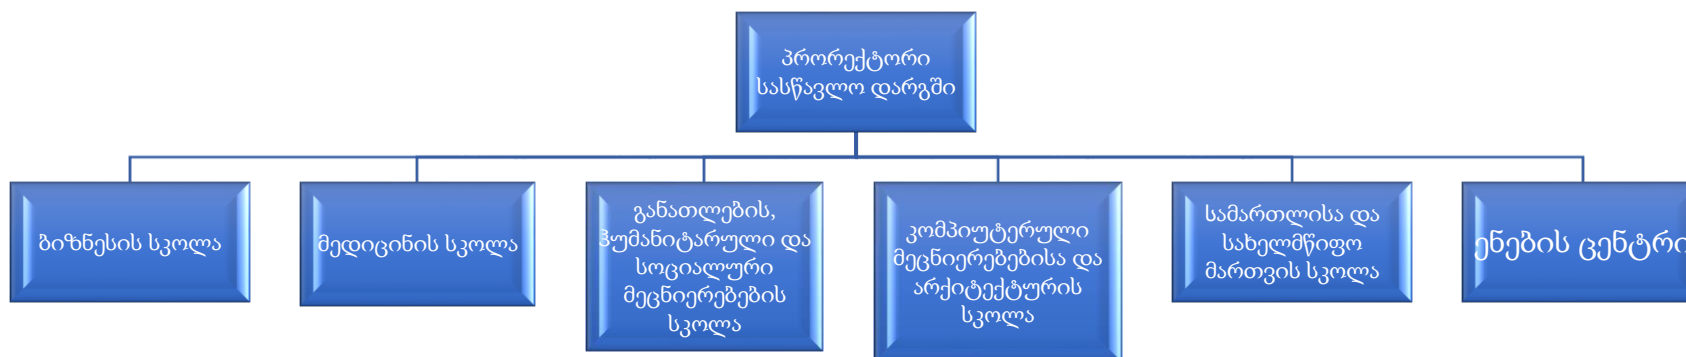 პრორექტორი
სასწავლო დარგში
ბიზნესის სკოლა
მედიცინის სკოლა
განათლების,
ჰუმანიტარული და
სოციალური
მეცნიერებების
სკოლა
კომპიუტერული
მეცნიერებებისა და
არქიტექტურის
სკოლა
სამართლისა და
სახელმწიფო
მართვის სკოლა
ენების ცენტრი